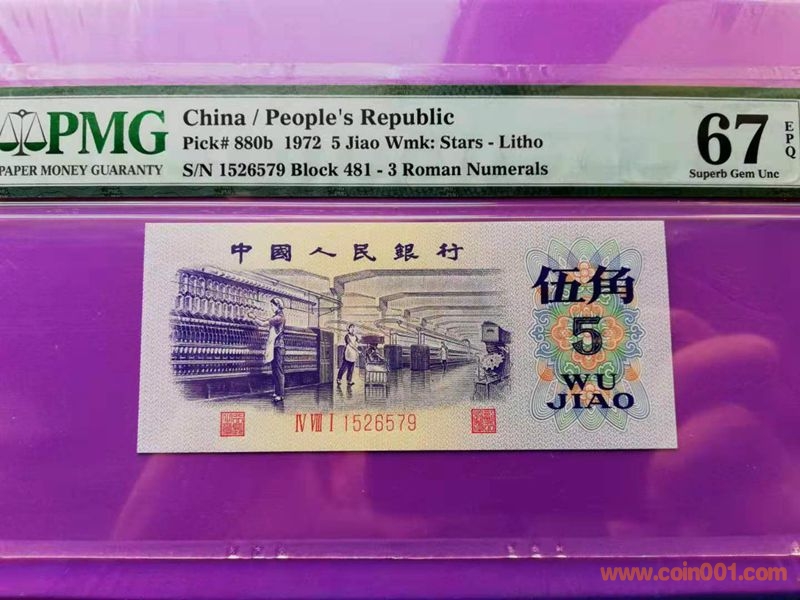 PMG
PAPER MONEY GUARANTY
China / People's Republic
Pick# 880b 1972 5 Jiao Wmk: Stars - Litho
S/N 1526579 Block 481 - 3 Roman Numerals
67
EPQ
Superb Gem Unc
中國人民銀行
伍角
5
WU
JIAO
IV VIII I 1526579
www.coin001.com